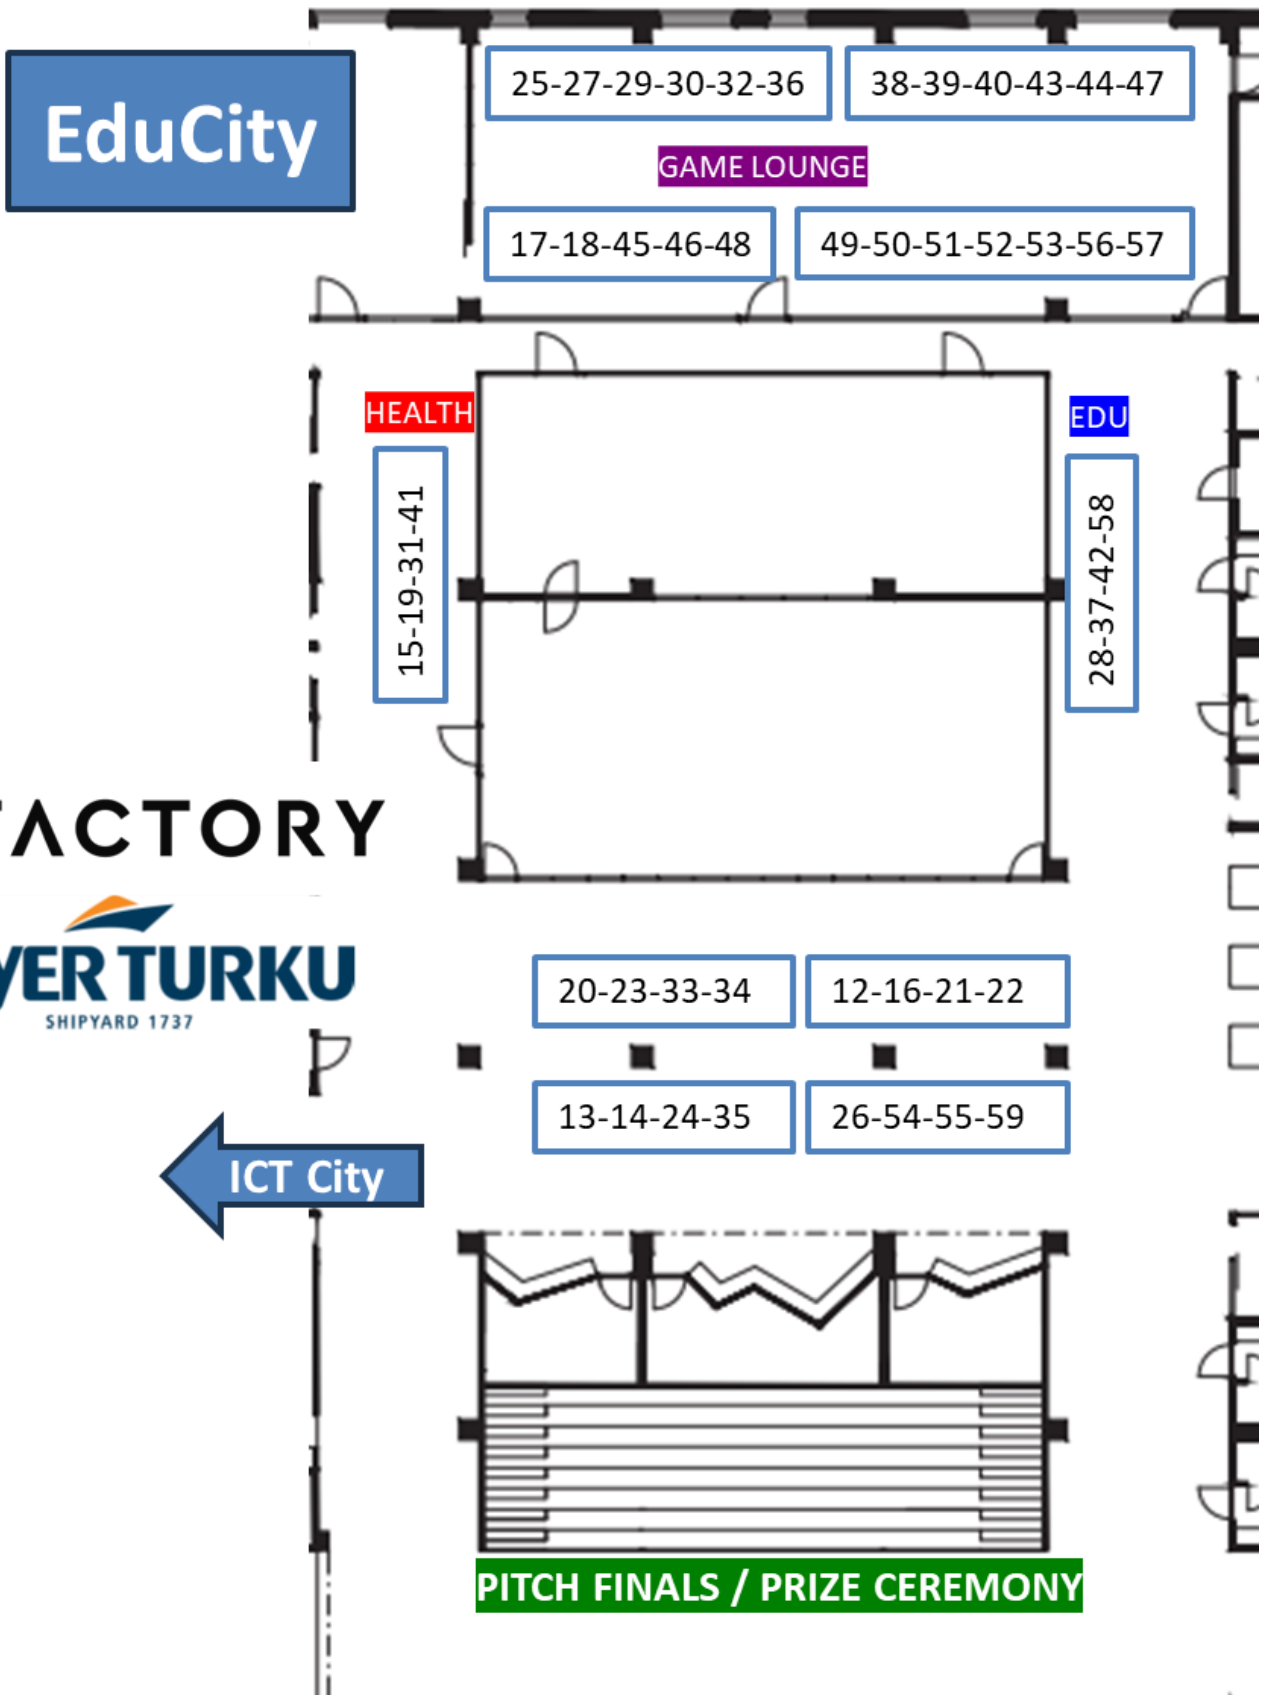 EduCity
25-27-29-30-32-36
38-39-40-43-44-47
GAME LOUNGE
17-18-45-46-48
49-50-51-52-53-56-57
HEALTH
EDU
15-19-31-41
28-37-42-58
FACTORY
YER TURKU
SHIPYARD 1737
20-23-33-34
12-16-21-22
13-14-24-35
26-54-55-59
ICT City
PITCH FINALS / PRIZE CEREMONY